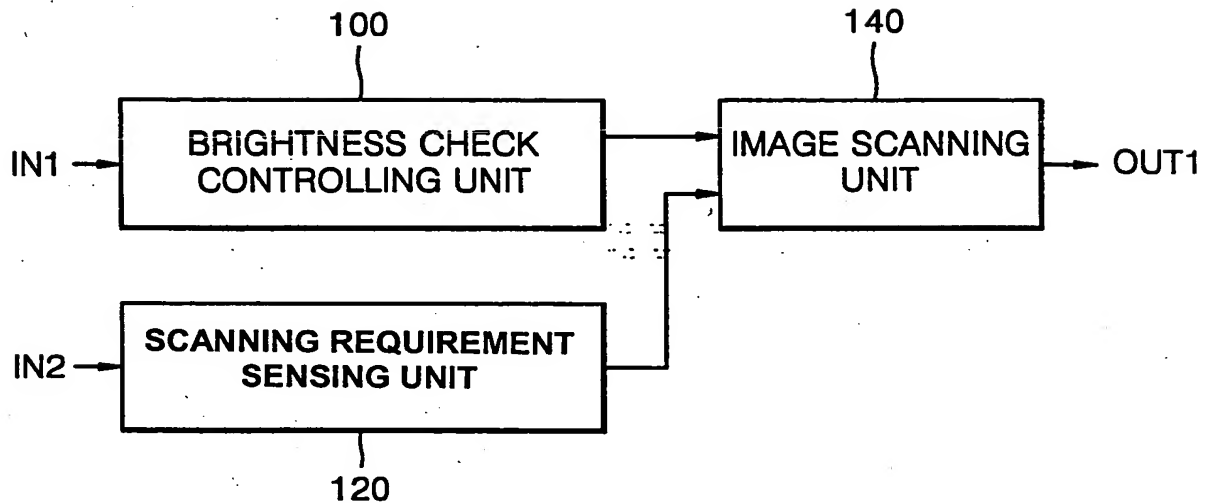 100
140
IN1
BRIGHTNESS CHECK
CONTROLLING UNIT
IMAGE SCANNING
UNIT
OUT1
IN2
SCANNING REQUIREMENT
SENSING UNIT
120